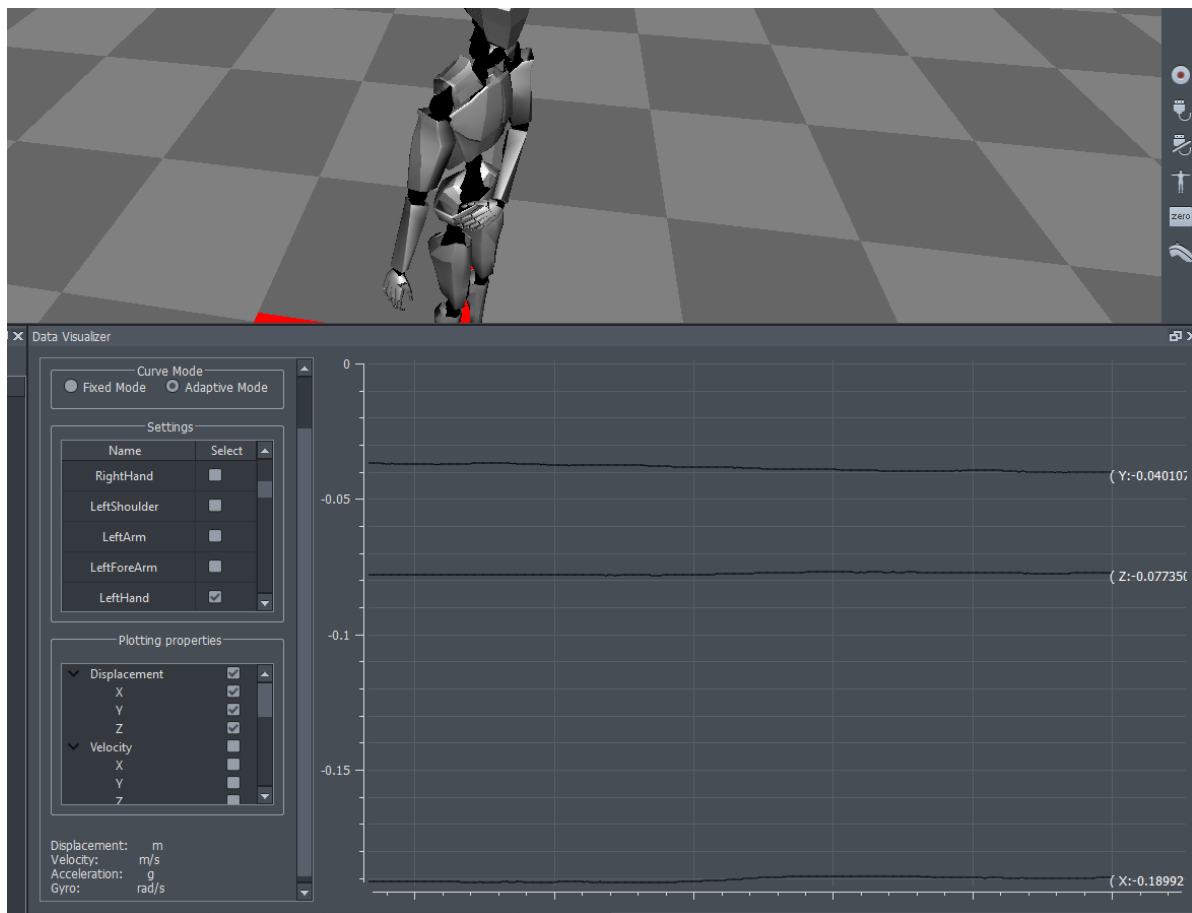 zero
Data Visualizer
Curve Mode
Fixed Mode Adaptive Mode
Settings
Name Select
RightHand
LeftShoulder
LeftArm
LeftForeArm
LeftHand
Plotting properties
Displacement
X
Y
Z
Velocity
X
Y
Z
Displacement: m
Velocity: m/s
Acceleration: g
Gyro: rad/s
0
-0.05
-0.1
-0.15
( Y:-0.040107
( Z:-0.07735
( X:-0.18992